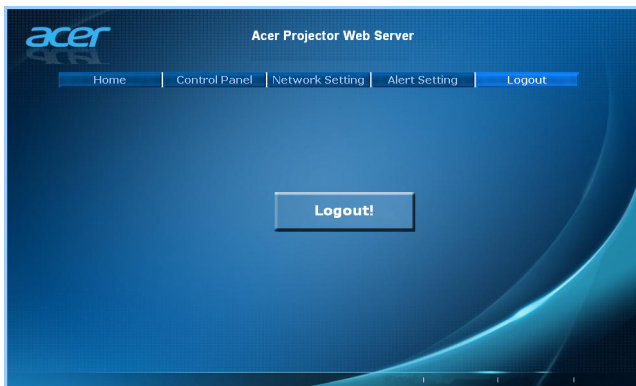 acer
Acer Projector Web Server
Home Control Panel Network Setting Alert Setting Logout
Logout!